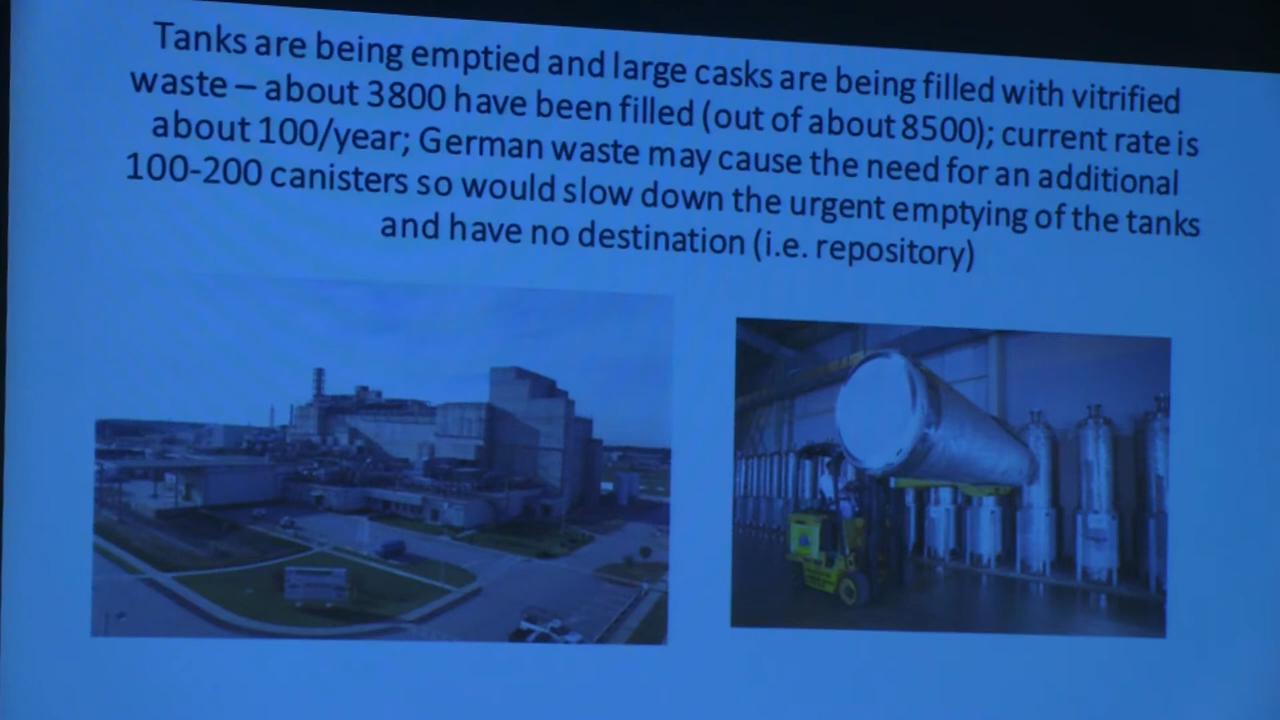 Tanks are being emptied and large casks are being filled with vitrified
waste – about 3800 have been filled (out of about 8500); current rate is
about 100/year; German waste may cause the need for an additional
100-200 canisters so would slow down the urgent emptying of the tanks
and have no destination (i.e. repository)